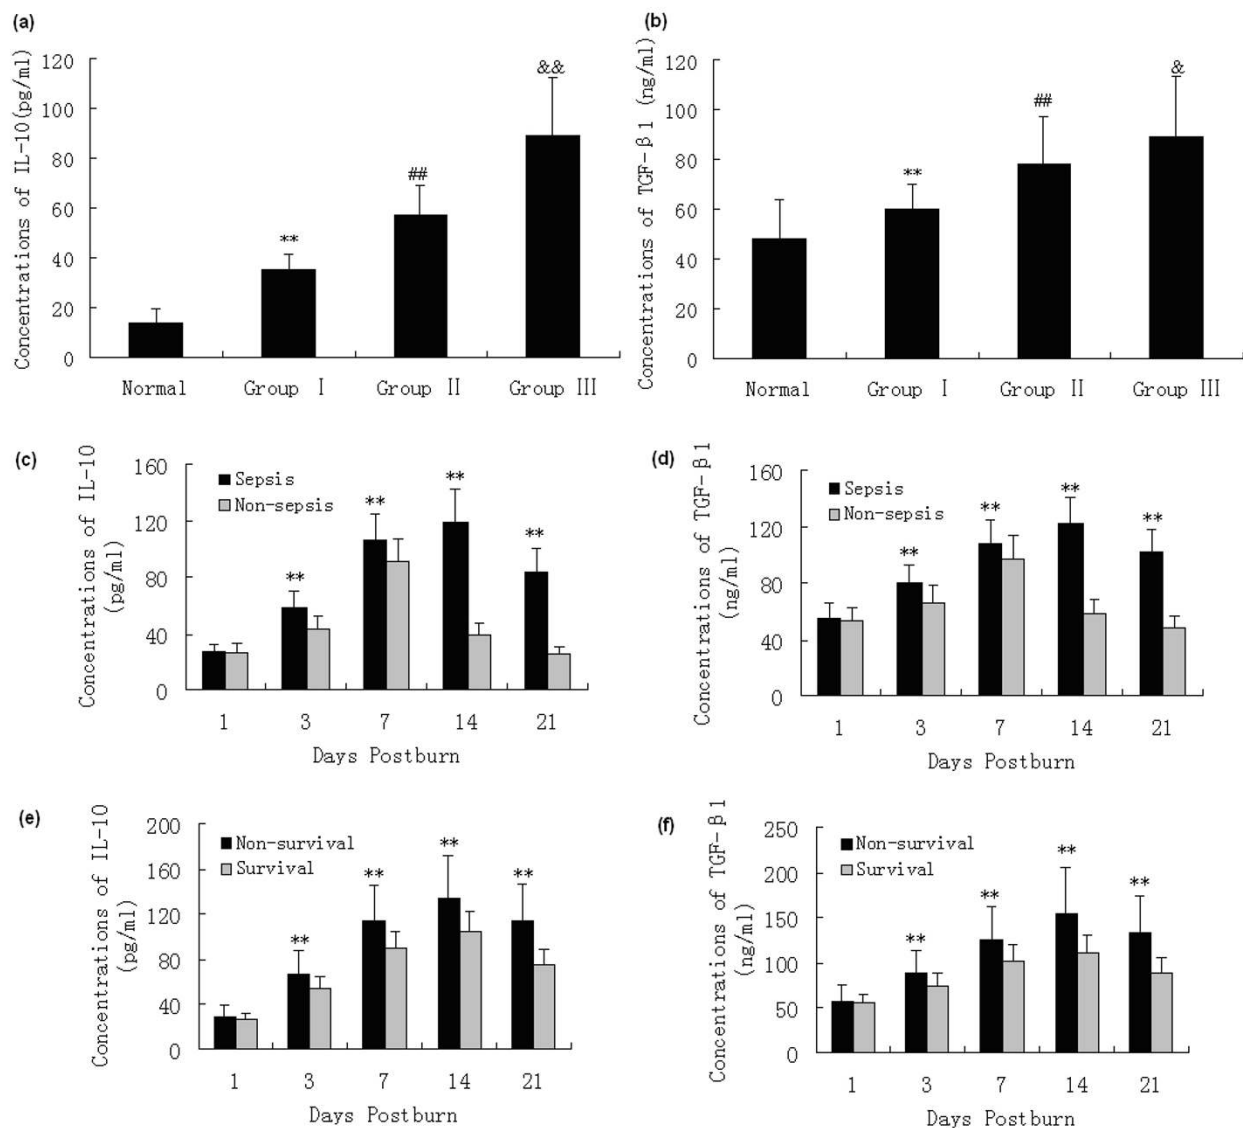 (a)
Concentrations of IL-10(pg/ml)
120
100
80
60
40
20
0
**
##
&&
Normal
Group I
Group II
Group III
(b)
Concentrations of TGF-β1 (ng/ml)
120
100
80
60
40
20
0
**
##
&
Normal
Group I
Group II
Group III
(c)
Concentrations of IL-10
(pg/ml)
160
120
80
40
0
Sepsis
Non-sepsis
**
**
**
**
1
3
7
14
21
Days Postburn
(d)
Concentrations of TGF-β1
(ng/ml)
160
120
80
40
0
Sepsis
Non-sepsis
**
**
**
**
1
3
7
14
21
Days Postburn
(e)
Concentrations of IL-10
(pg/ml)
200
160
120
80
40
0
Non-survival
Survival
**
**
**
**
1
3
7
14
21
Days Postburn
(f)
Concentrations of TGF-β1
(ng/ml)
250
200
150
100
50
0
Non-survival
Survival
**
**
**
**
1
3
7
14
21
Days Postburn